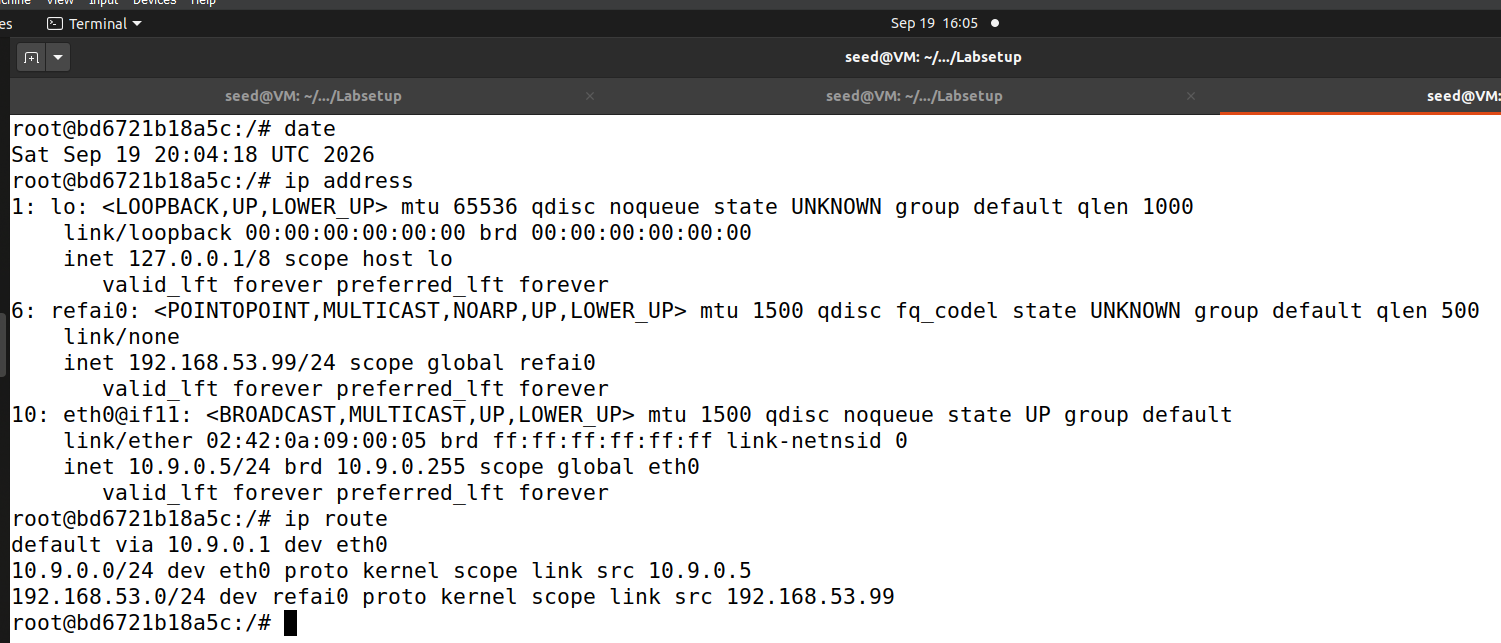 View Input Devices Help
Terminal Sep 19 16:05
seed@VM: ~/.../Labsetup
seed@VM: ~/.../Labsetup × seed@VM: ~/.../Labsetup × seed@VM:
root@bd6721b18a5c:/# date
Sat Sep 19 20:04:18 UTC 2026
root@bd6721b18a5c:/# ip address
1: lo: <LOOPBACK,UP,LOWER_UP> mtu 65536 qdisc noqueue state UNKNOWN group default qlen 1000
    link/loopback 00:00:00:00:00:00 brd 00:00:00:00:00:00
    inet 127.0.0.1/8 scope host lo
       valid_lft forever preferred_lft forever
6: refai0: <POINTOPOINT,MULTICAST,NOARP,UP,LOWER_UP> mtu 1500 qdisc fq_codel state UNKNOWN group default qlen 500
    link/none
    inet 192.168.53.99/24 scope global refai0
       valid_lft forever preferred_lft forever
10: eth0@if11: <BROADCAST,MULTICAST,UP,LOWER_UP> mtu 1500 qdisc noqueue state UP group default
    link/ether 02:42:0a:09:00:05 brd ff:ff:ff:ff:ff:ff link-netnsid 0
    inet 10.9.0.5/24 brd 10.9.0.255 scope global eth0
       valid_lft forever preferred_lft forever
root@bd6721b18a5c:/# ip route
default via 10.9.0.1 dev eth0
10.9.0.0/24 dev eth0 proto kernel scope link src 10.9.0.5
192.168.53.0/24 dev refai0 proto kernel scope link src 192.168.53.99
root@bd6721b18a5c:/#